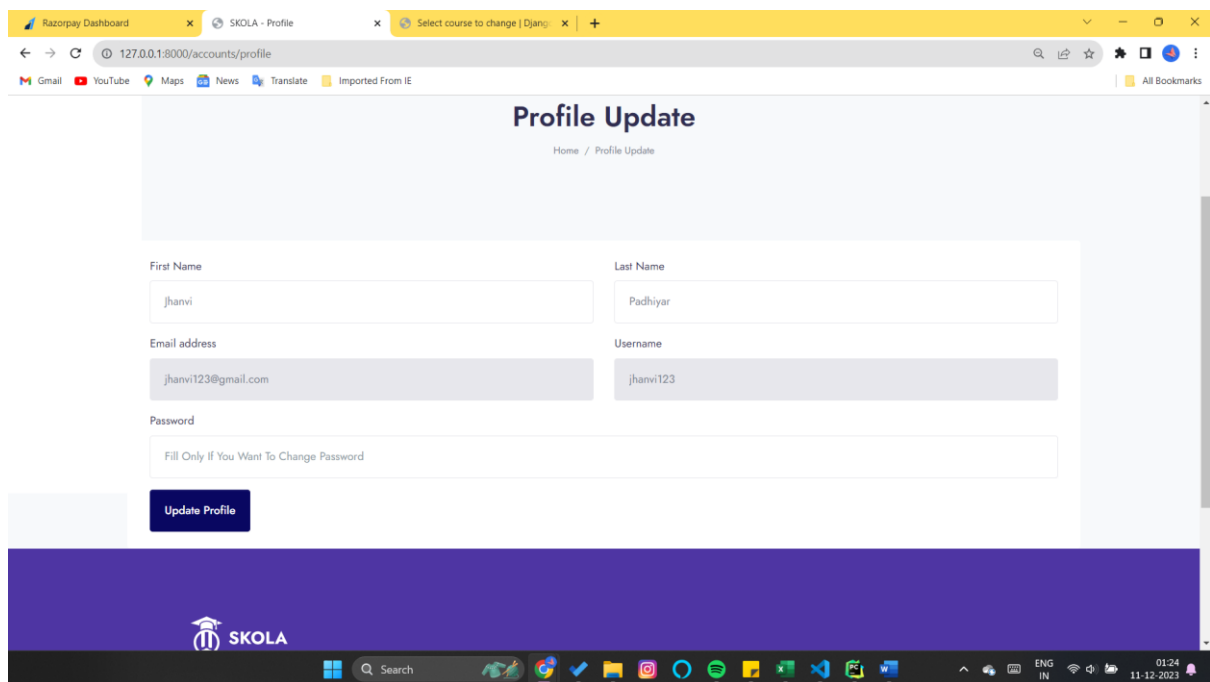 Razorpay Dashboard
SKOLA - Profile
Select course to change | Djang
127.0.0.1:8000/accounts/profile
Gmail YouTube Maps News Translate Imported From IE All Bookmarks
Profile Update
Home / Profile Update
First Name Last Name
Jhanvi Padhiyar
Email address Username
jhanvi123@gmail.com jhanvi123
Password
Fill Only If You Want To Change Password
Update Profile
SKOLA
Search
ENG 01:24
IN 11-12-2023